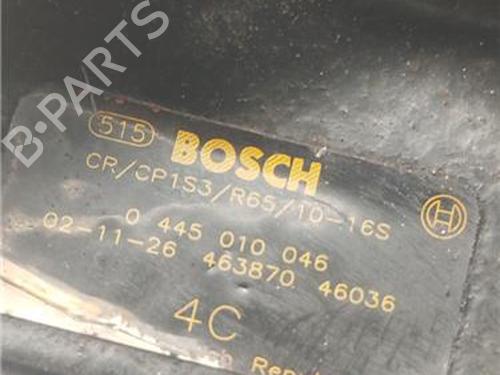 B-PARTS
515 BOSCH
CR/CP1S3/R65/10-16S
0 445 010 046
02-11-26 463870 46036
4C